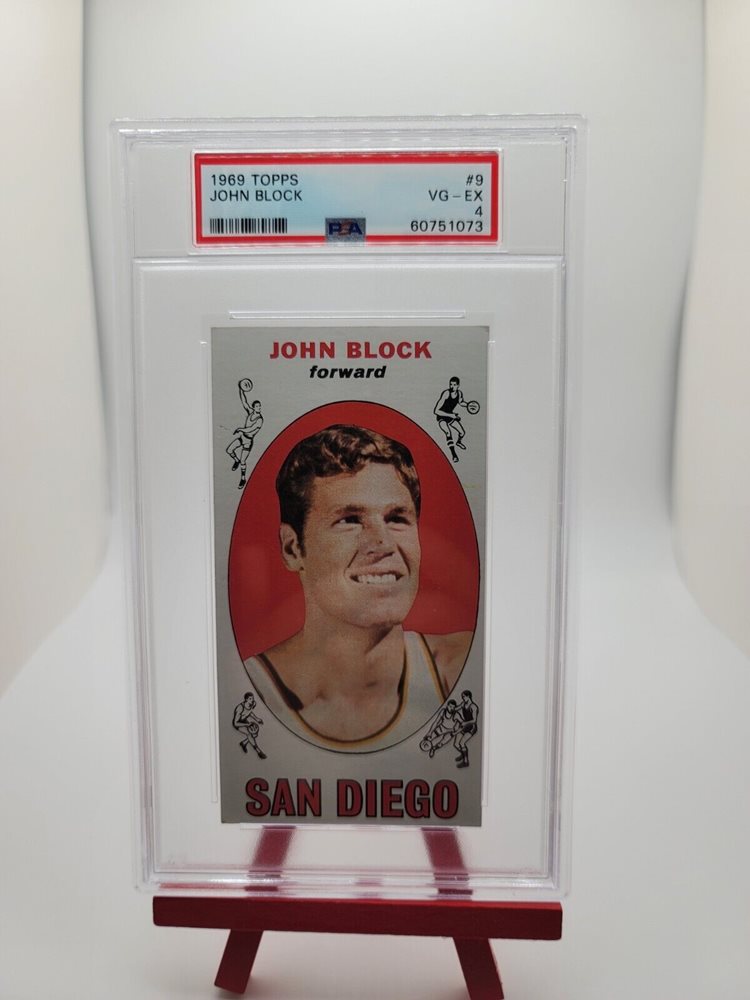 1969 TOPPS #9
JOHN BLOCK VG-EX
4
PSA 60751073
JOHN BLOCK
forward
SAN DIEGO